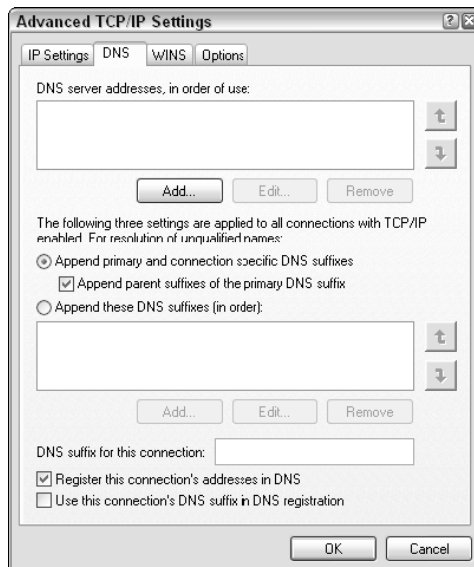 Advanced TCP/IP Settings
IP Settings DNS WINS Options
DNS server addresses, in order of use:
Add... Edit... Remove
The following three settings are applied to all connections with TCP/IP
enabled. For resolution of unqualified names:
Append primary and connection specific DNS suffixes
Append parent suffixes of the primary DNS suffix
Append these DNS suffixes (in order):
Add... Edit... Remove
DNS suffix for this connection:
Register this connection's addresses in DNS
Use this connection's DNS suffix in DNS registration
OK Cancel